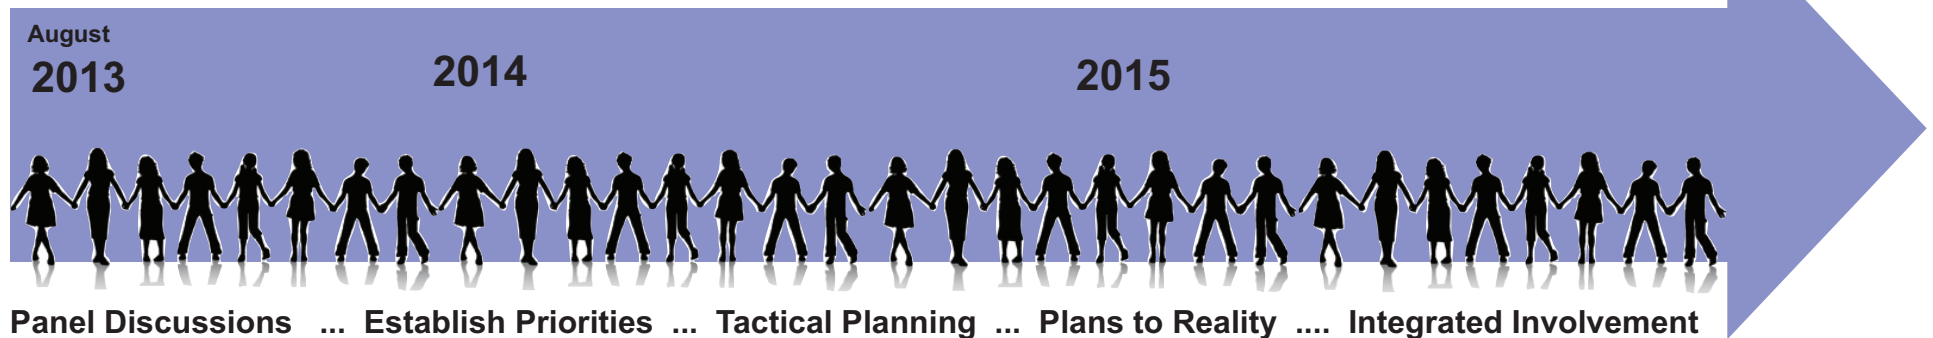 August
2013
2014
2015
Panel Discussions ... Establish Priorities ... Tactical Planning ... Plans to Reality .... Integrated Involvement